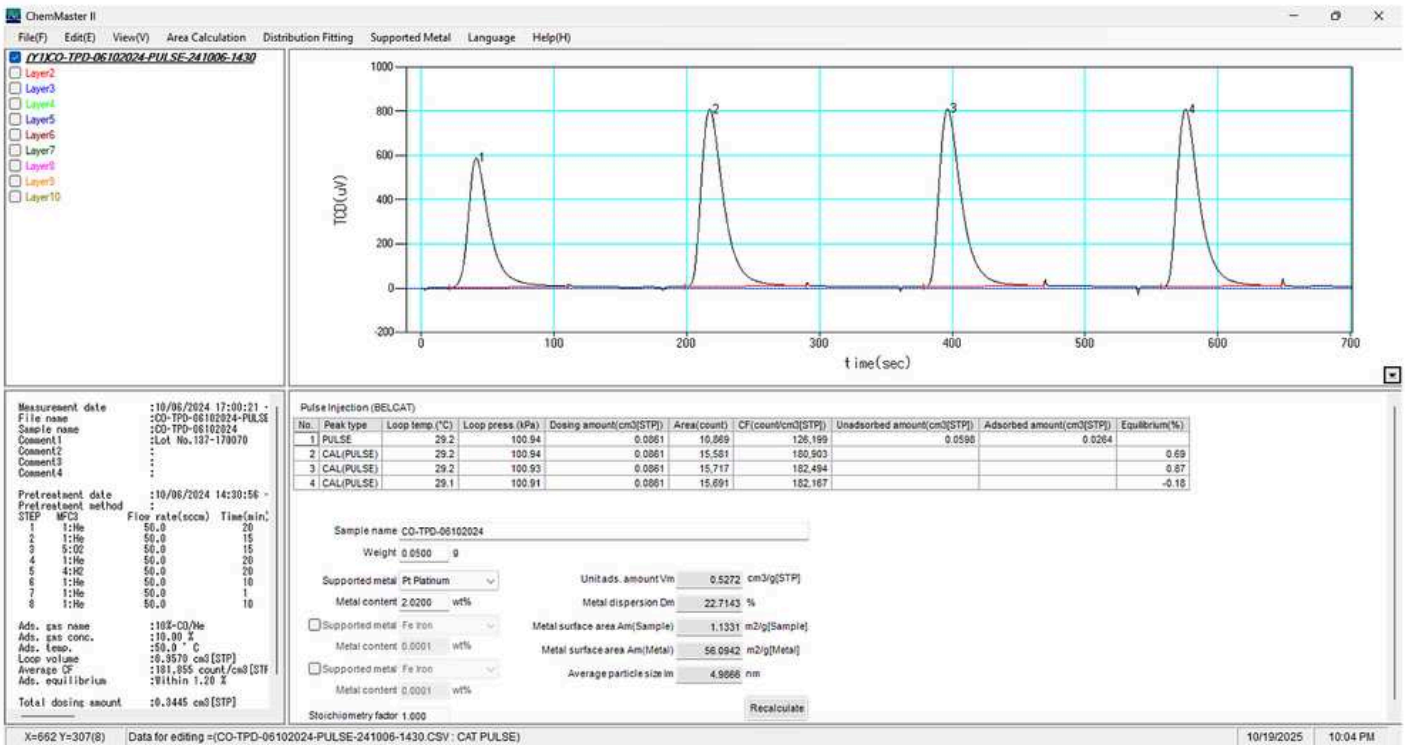 ChemMaster II
File(F) Edit(E) View(V) Area Calculation Distribution Fitting Supported Metal Language Help(H)
(Y1)CO-TPD-06102024-PULSE-241006-1430
Layer2
Layer3
Layer4
Layer5
Layer6
Layer7
Layer8
Layer9
Layer10
1000
800
600
400
200
0
-200
TCD(uV)
1
2
3
4
0 100 200 300 400 500 600 700
time(sec)
Measurement date :10/06/2024 17:00:21 -
File name :CO-TPD-06102024-PULSE
Sample name :CO-TPD-06102024
Comment1 :Lot No.137-170070
Comment2 :
Comment3 :
Comment4 :
Pretreatment date :10/06/2024 14:30:56 -
Pretreatment method :
STEP MFC3 Flow rate(sccm) Time(min)
1 1:He 50.0 20
2 1:He 50.0 15
3 5:O2 50.0 15
4 1:He 50.0 20
5 4:H2 50.0 20
6 1:He 50.0 10
7 1:He 50.0 1
8 1:He 50.0 10
Ads. gas name :10%-CO/He
Ads. gas conc. :10.00 %
Ads. temp. :50.0 ° C
Loop volume :0.9570 cm3[STP]
Average CF :181,855 count/cm3[STP
Ads. equilibrium :Within 1.20 %
Total dosing amount :0.3445 cm3[STP]
Pulse Injection (BELCAT)
No. Peak type Loop temp.(°C) Loop press.(kPa) Dosing amount(cm3[STP]) Area(count) CF(count/cm3[STP]) Unadsorbed amount(cm3[STP]) Adsorbed amount(cm3[STP]) Equilibrium(%)
1 PULSE 29.2 100.94 0.0861 10,869 126,199 0.0598 0.0264
2 CAL(PULSE) 29.2 100.94 0.0861 15,581 180,903 0.69
3 CAL(PULSE) 29.2 100.93 0.0861 15,717 182,494 0.87
4 CAL(PULSE) 29.1 100.91 0.0861 15,691 182,167 -0.18
Sample name CO-TPD-06102024
Weight 0.0500 g
Supported metal Pt Platinum
Metal content 2.0200 wt%
Supported metal Fe Iron
Metal content 0.0001 wt%
Supported metal Fe Iron
Metal content 0.0001 wt%
Stoichiometry factor 1.000
Unit ads. amount Vm 0.5272 cm3/g[STP]
Metal dispersion Dm 22.7143 %
Metal surface area Am(Sample) 1.1331 m2/g[Sample]
Metal surface area Am(Metal) 56.0942 m2/g[Metal]
Average particle size lm 4.9866 nm
Recalculate
X=662 Y=307(8) Data for editing =(CO-TPD-06102024-PULSE-241006-1430.CSV : CAT PULSE) 10/19/2025 10:04 PM